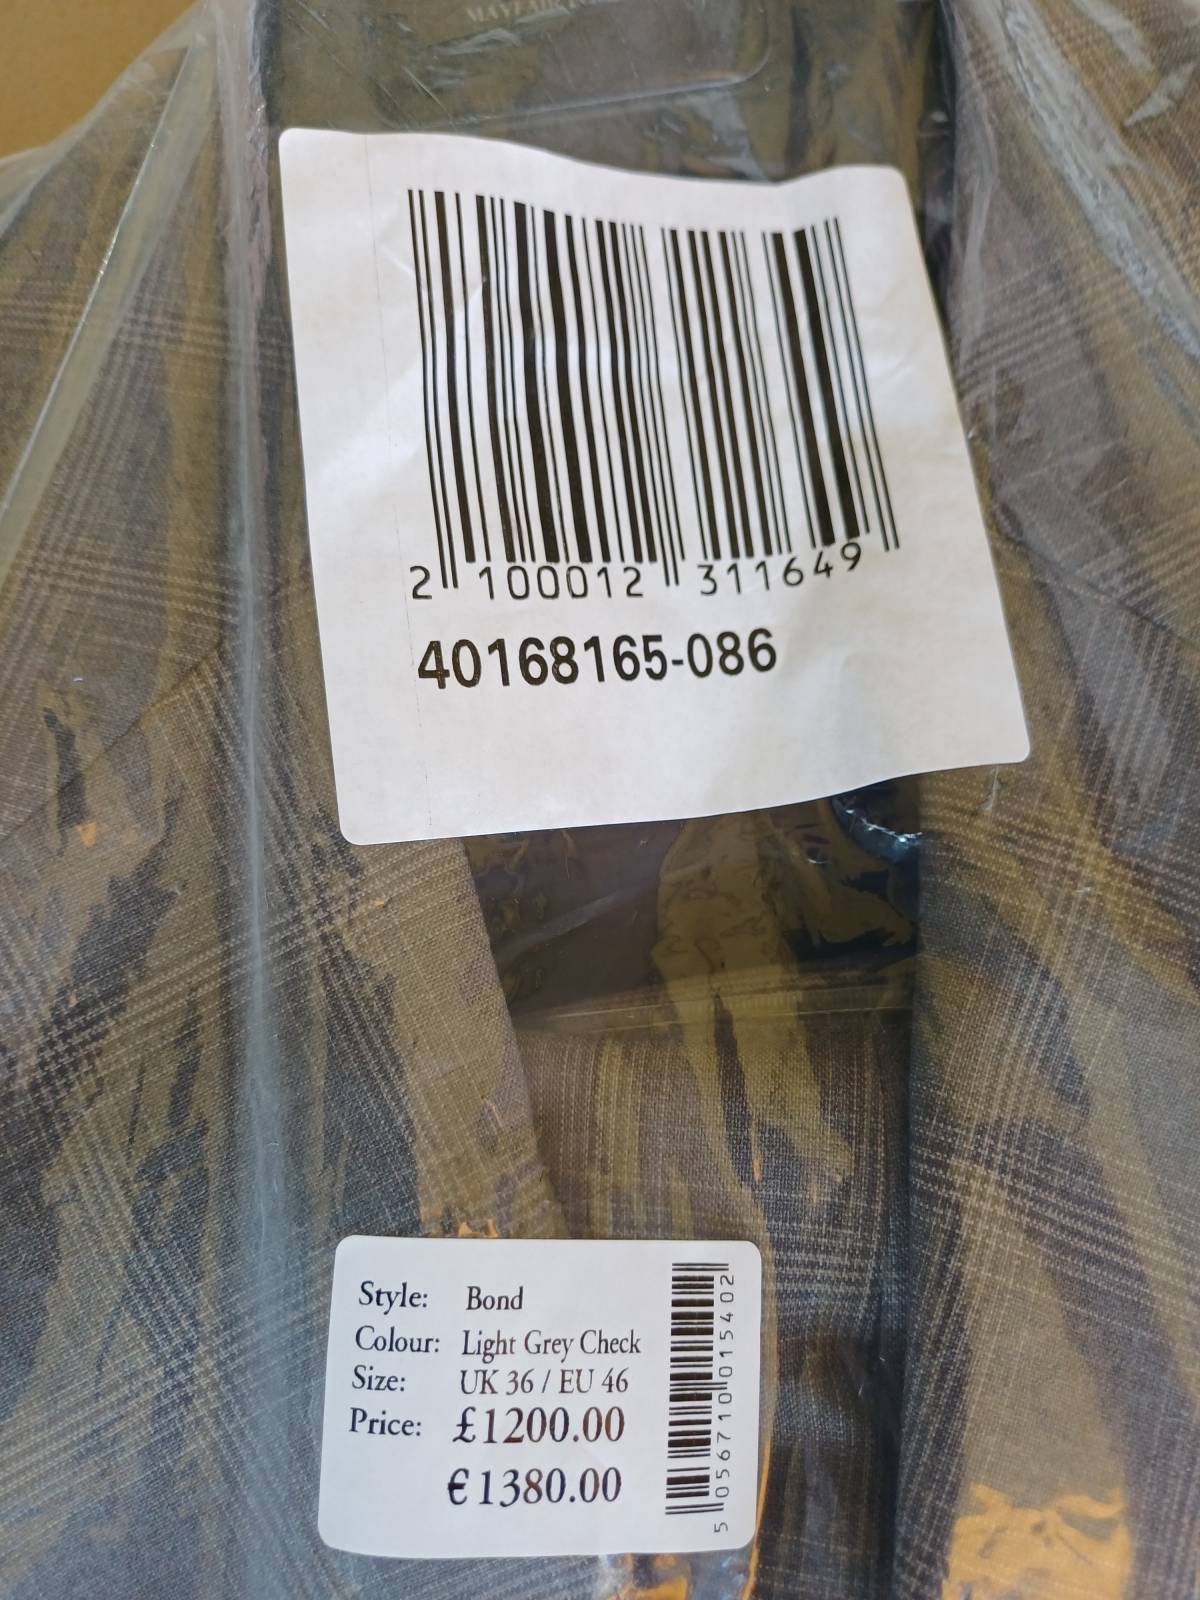 MAYFAIR
2 100012 311649
40168165-086
Style: Bond
Colour: Light Grey Check
Size: UK 36 / EU 46
Price: £1200.00
€1380.00
5 056710 015402